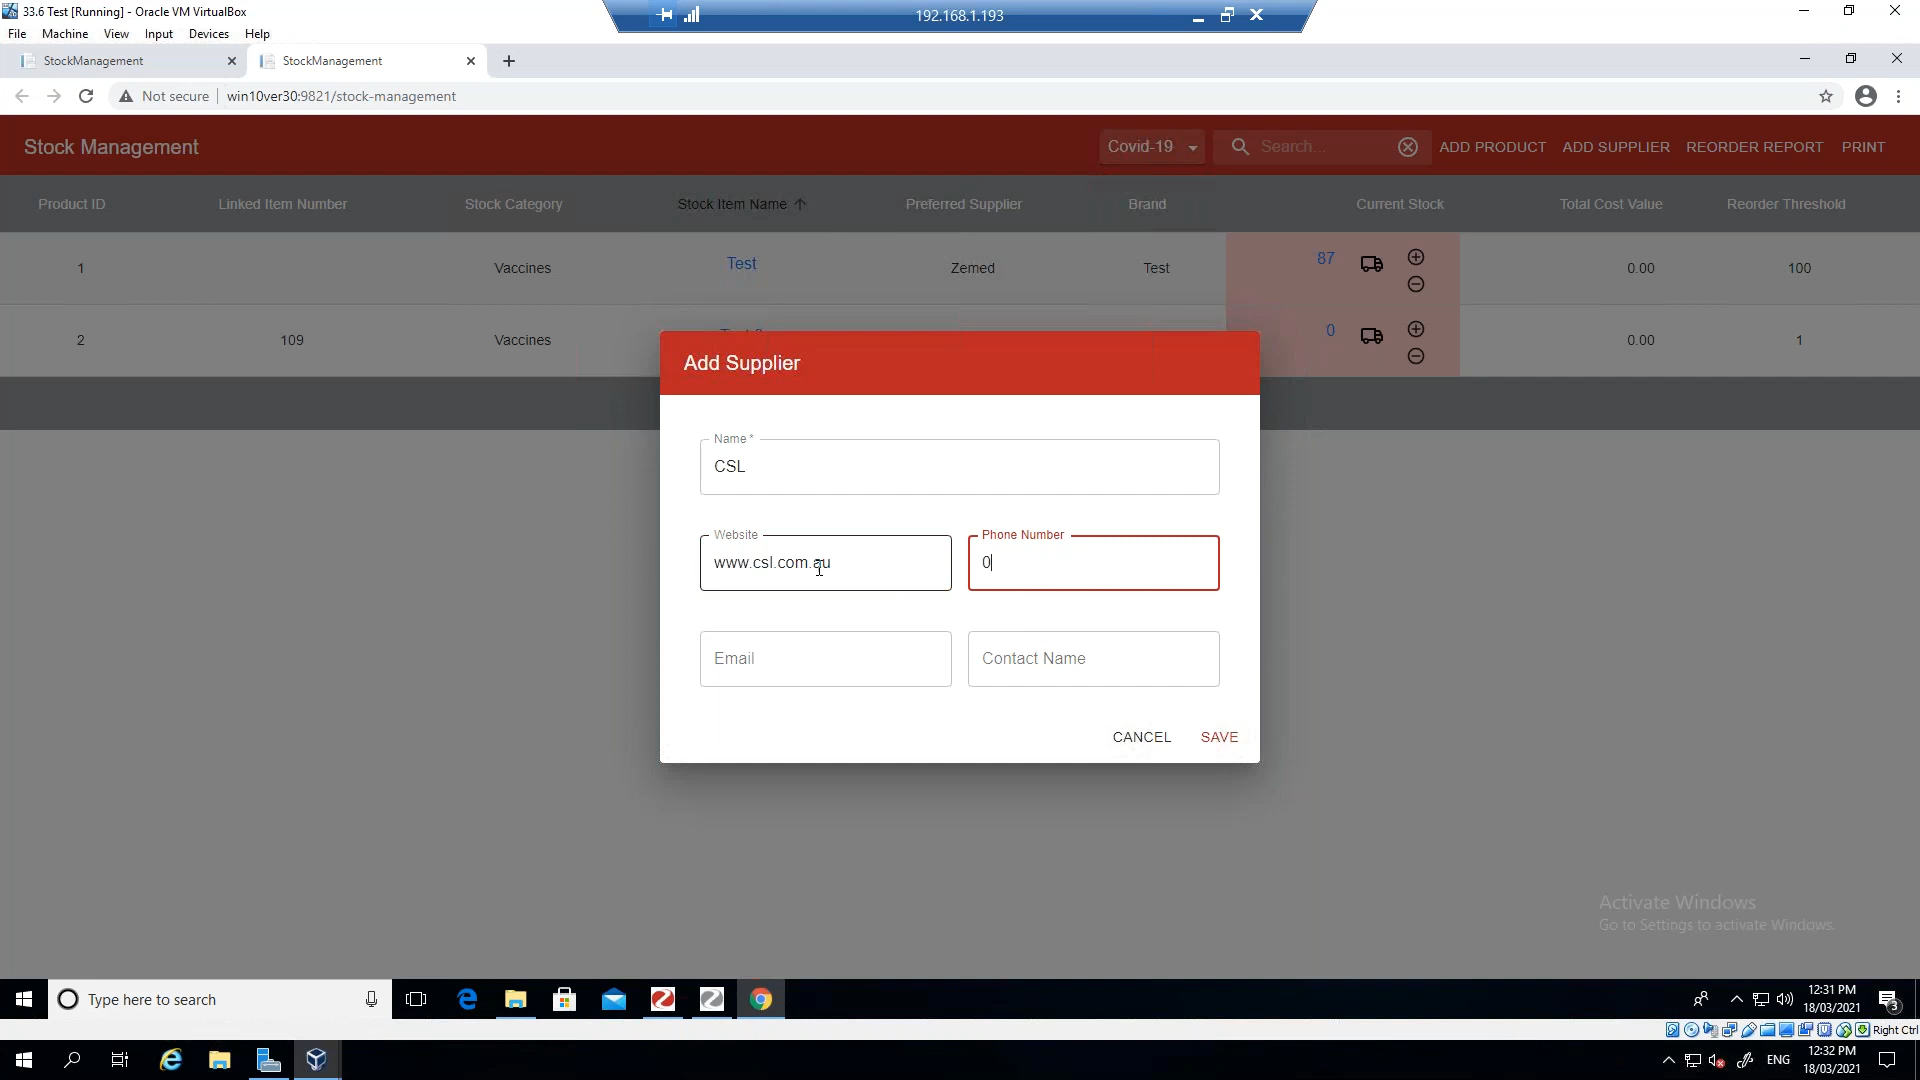 33.6 Test [Running] - Oracle VM VirtualBox
192.168.1.193
File Machine View Input Devices Help
StockManagement
StockManagement
Not secure win10ver30:9821/stock-management
Stock Management
Covid-19
Search...
ADD PRODUCT ADD SUPPLIER REORDER REPORT PRINT
Product ID Linked Item Number Stock Category Stock Item Name Preferred Supplier Brand Current Stock Total Cost Value Reorder Threshold
1 Vaccines Test Zemed Test 87 0.00 100
2 109 Vaccines 0 0.00 1
Add Supplier
Name *
CSL
Website
www.csl.com.au
Phone Number
0
Email
Contact Name
CANCEL SAVE
Activate Windows
Go to Settings to activate Windows.
Type here to search
12:31 PM
18/03/2021
3
Right Ctrl
ENG
12:32 PM
18/03/2021